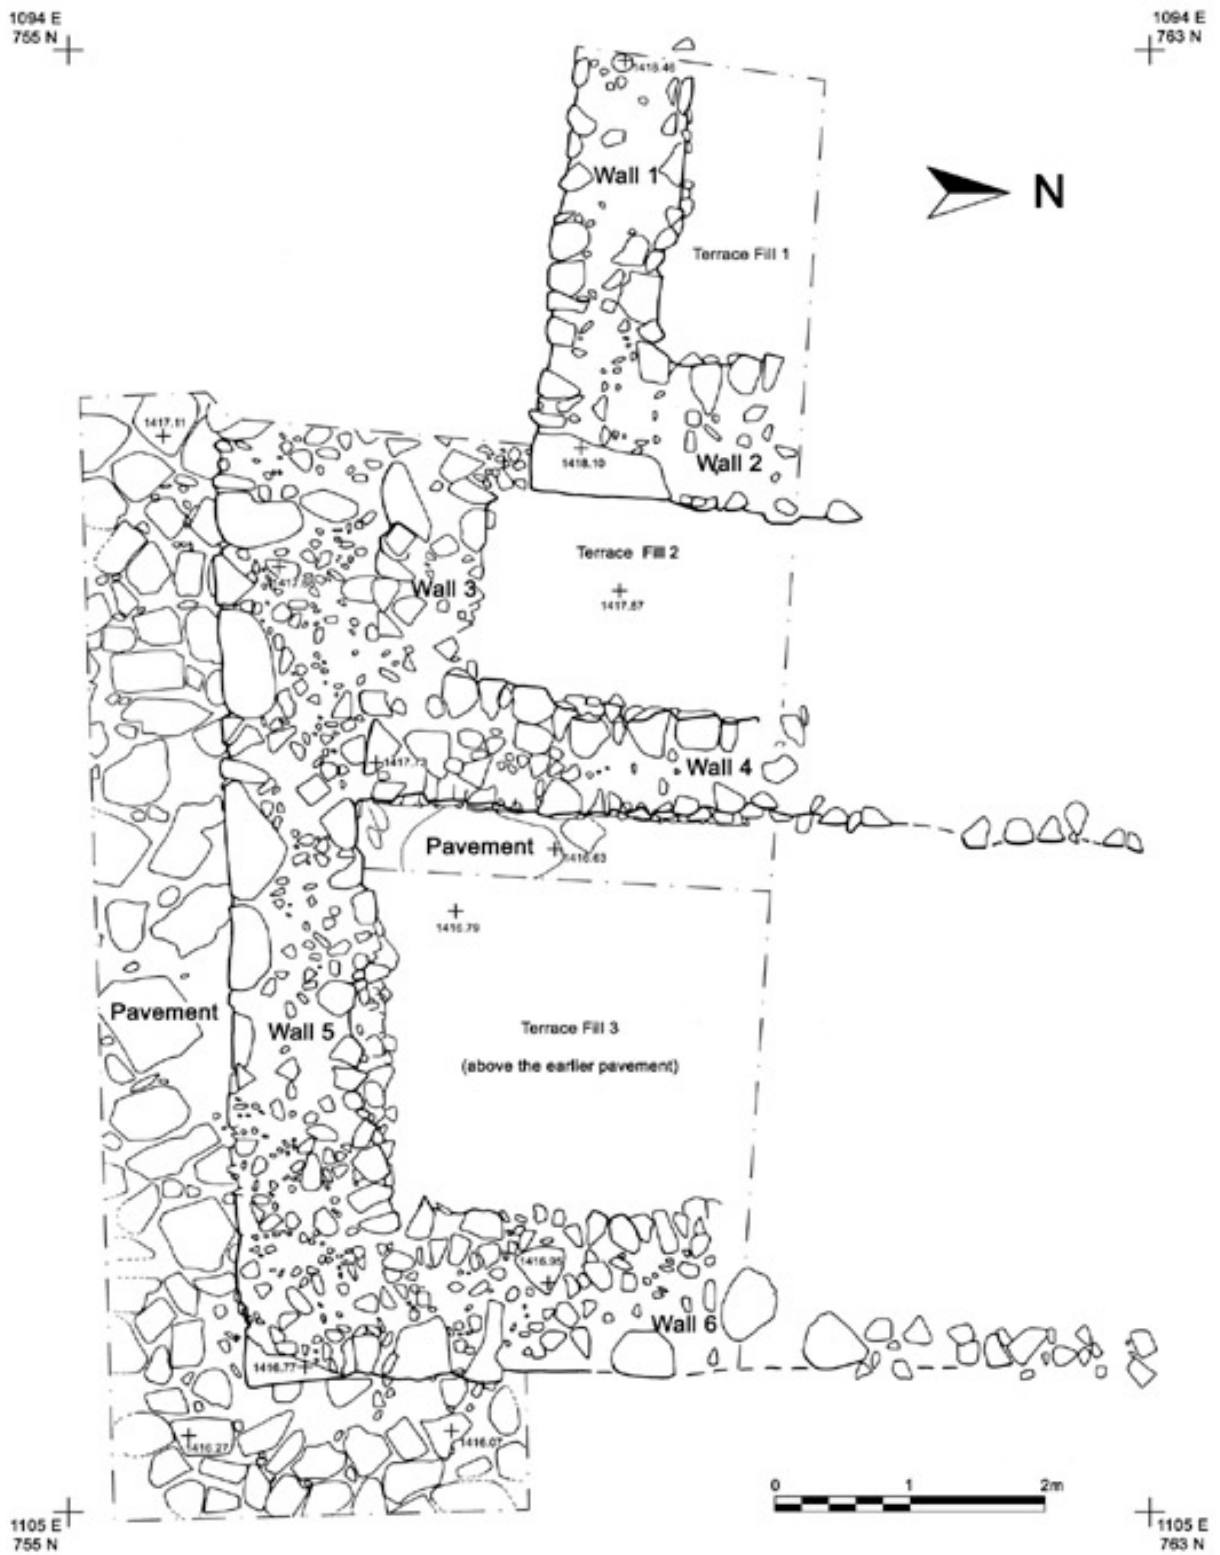 1094 E
755 N
1094 E
763 N
1418.46
Wall 1
N
Terrace Fill 1
1417.11
1418.10
Wall 2
Terrace Fill 2
Wall 3
1417.87
1417.73
Wall 4
Pavement
1416.63
1416.79
Pavement
Wall 5
Terrace Fill 3
(above the earlier pavement)
1416.95
Wall 6
1416.77
1416.27
1416.07
0
1
2m
1105 E
755 N
1105 E
763 N